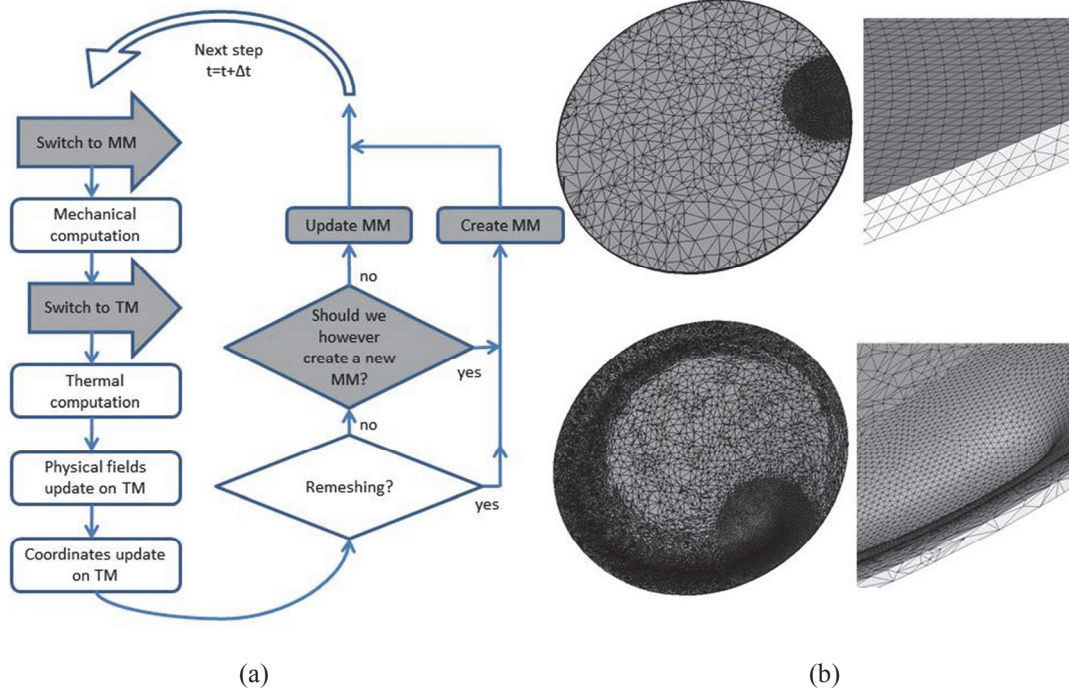 Next step
t=t+Δt
Switch to MM
Mechanical
computation
Switch to TM
Thermal
computation
Physical fields
update on TM
Coordinates update
on TM
Update MM
Create MM
no
Should we
however
create a new
MM?
yes
no
Remeshing?
yes
(a)
(b)